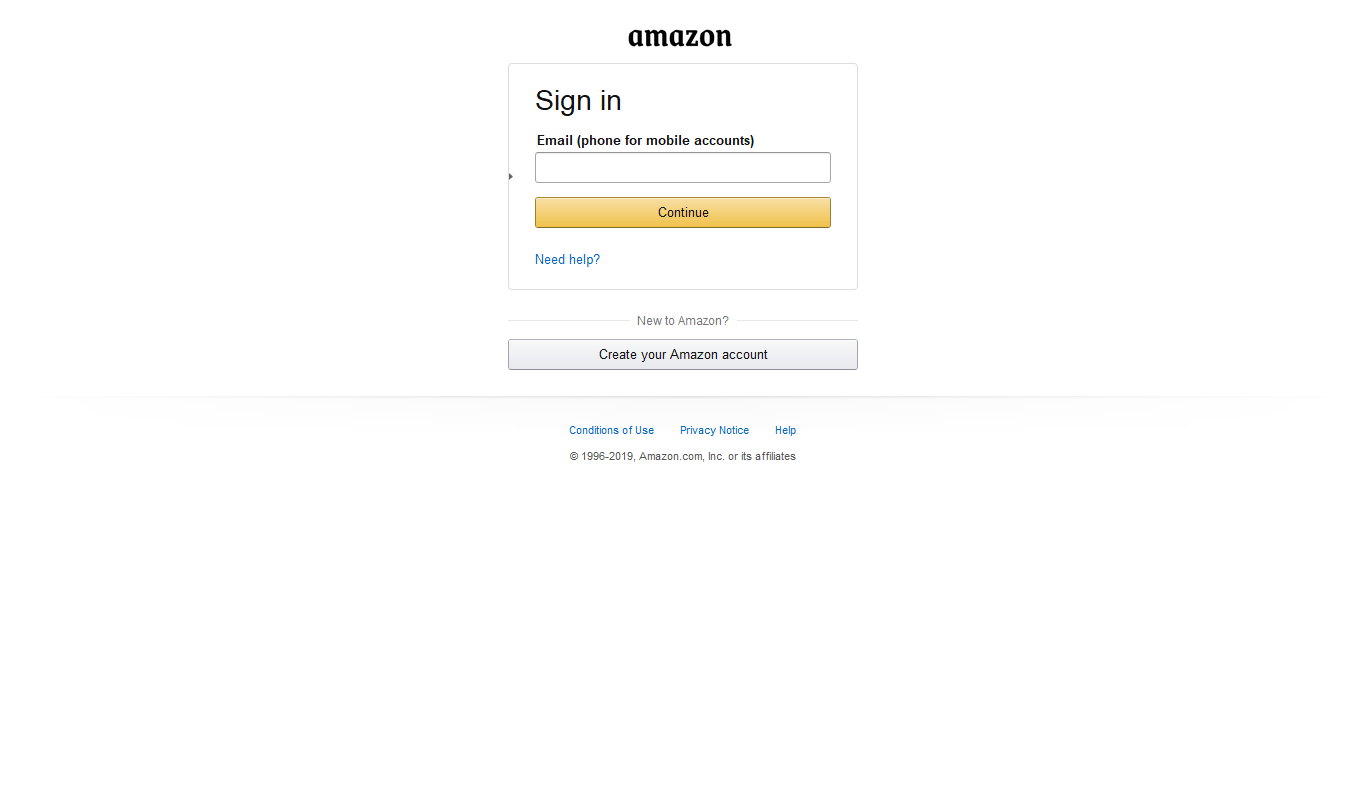 amazon
Sign in
Email (phone for mobile accounts)
Continue
Need help?
New to Amazon?
Create your Amazon account
Conditions of Use Privacy Notice Help
© 1996-2019, Amazon.com, Inc. or its affiliates